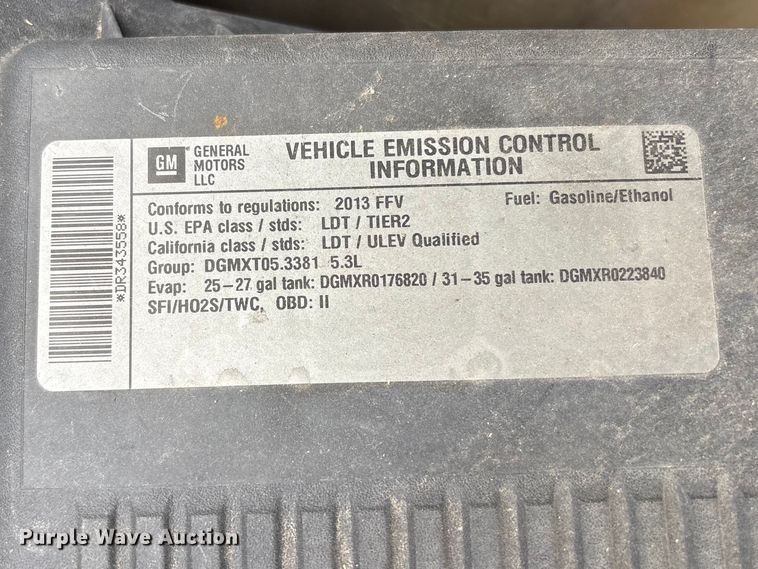 GM
GENERAL MOTORS LLC
VEHICLE EMISSION CONTROL
INFORMATION
Conforms to regulations: 2013 FFV Fuel: Gasoline/Ethanol
U.S. EPA class / stds: LDT / TIER2
California class / stds: LDT / ULEV Qualified
Group: DGMXT05.3381 5.3L
Evap: 25-27 gal tank: DGMXR0176820 / 31-35 gal tank: DGMXR0223840
SFI/HO2S/TWC, OBD: II
*DR343558*
Purple Wave Auction